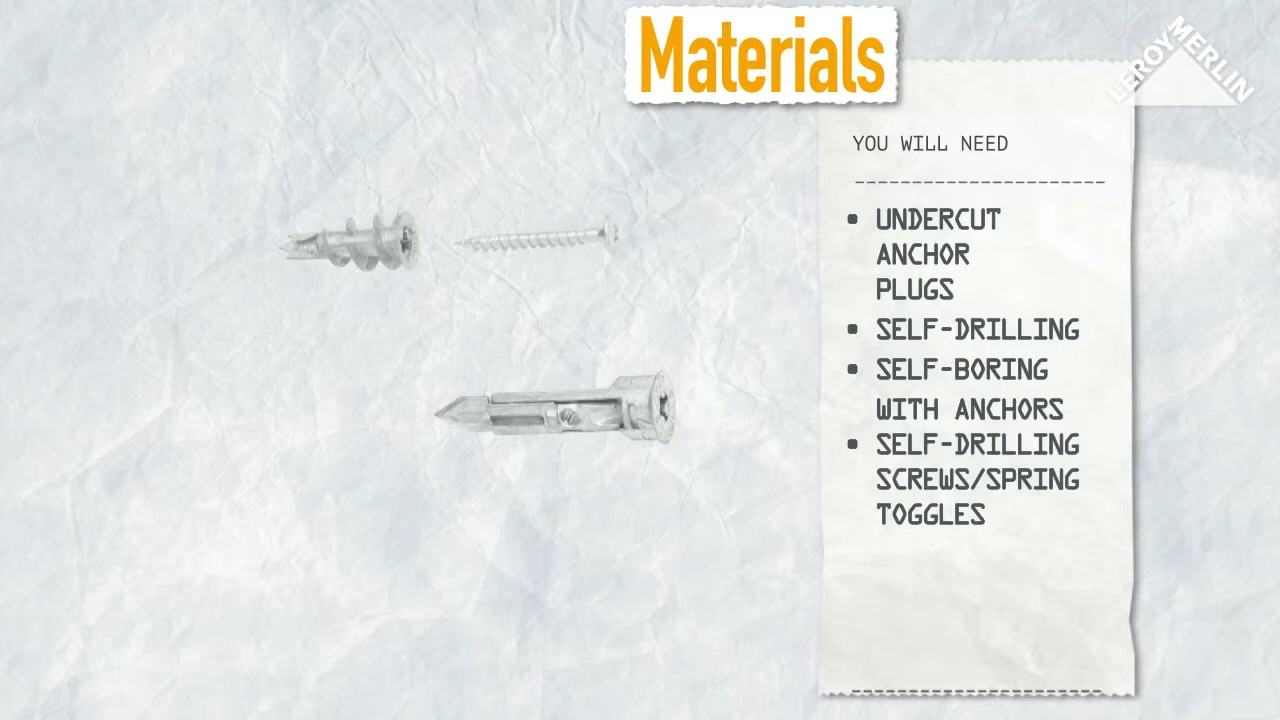 Materials
LEROY MERLIN
YOU WILL NEED
• UNDERCUT
ANCHOR
PLUGS
• SELF-DRILLING
• SELF-BORING
WITH ANCHORS
• SELF-DRILLING
SCREWS/SPRING
TOGGLES